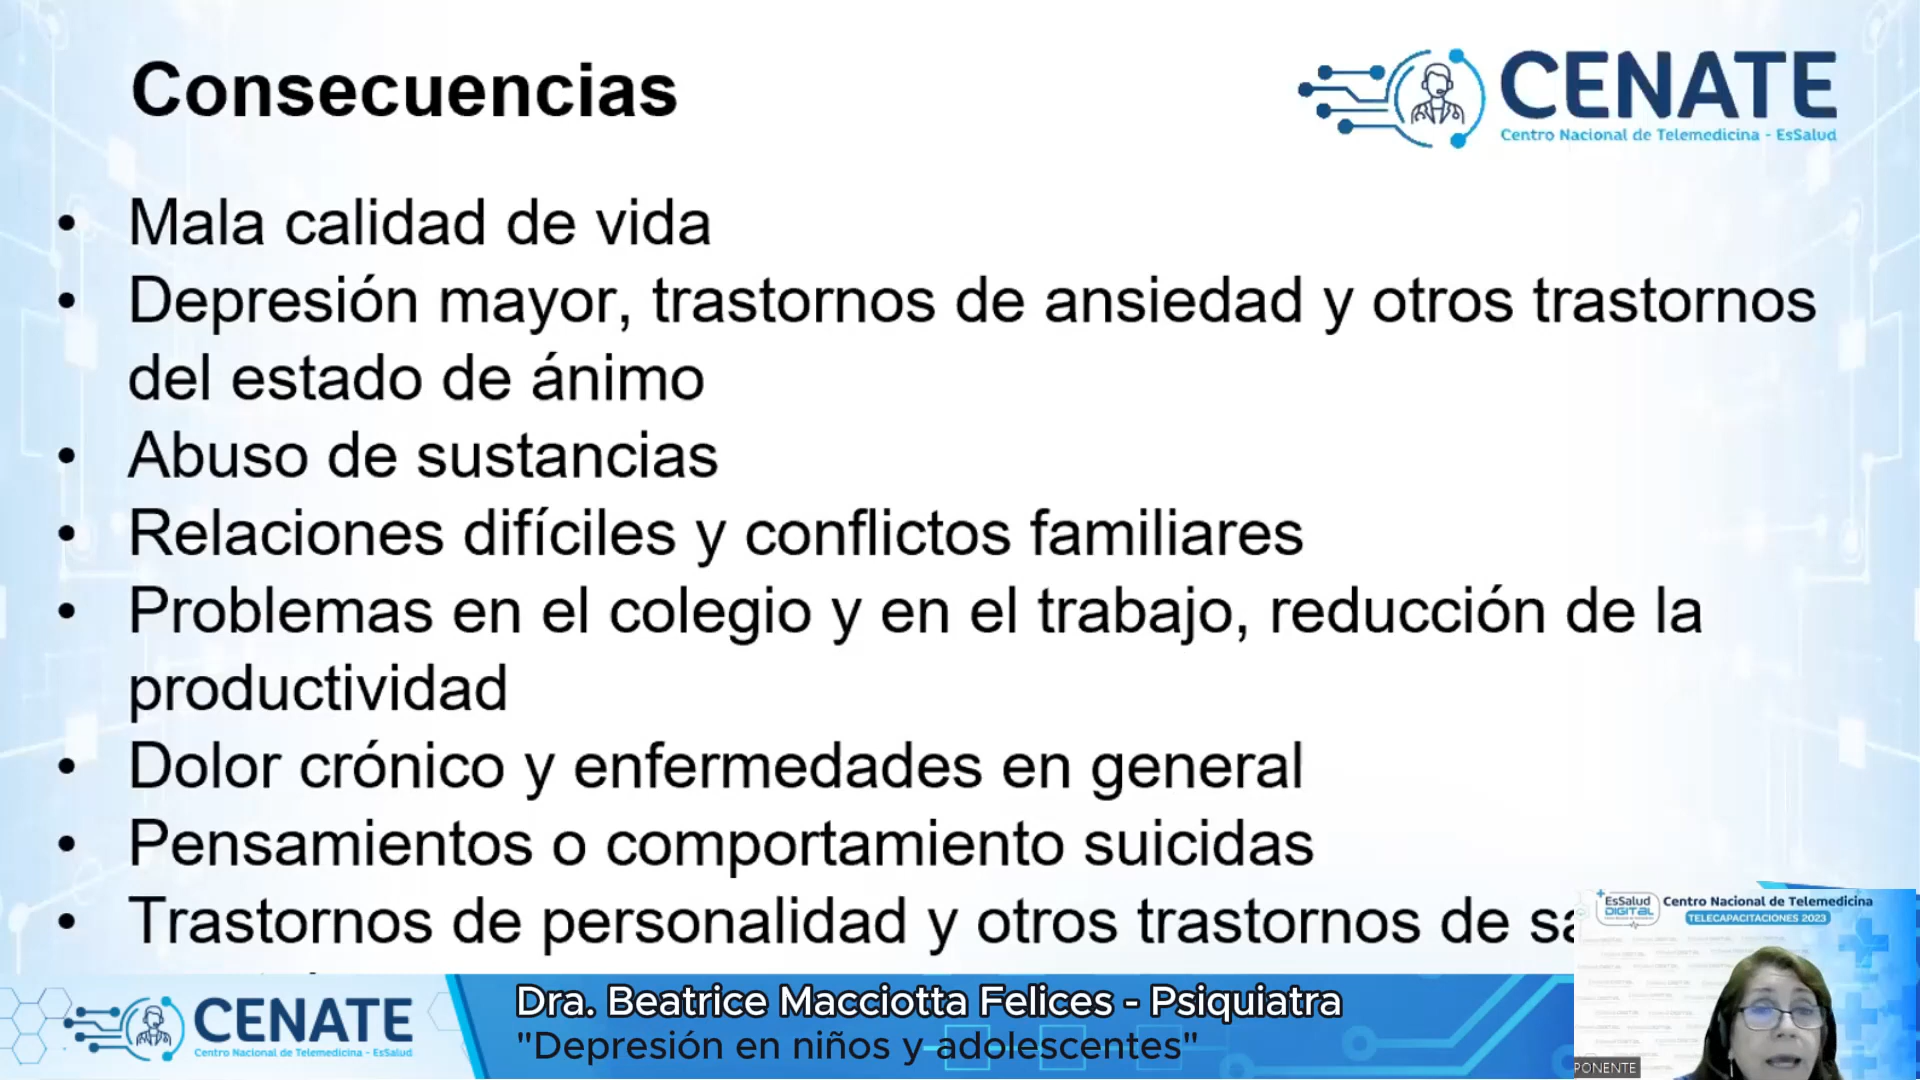 Consecuencias
CENATE
Centro Nacional de Telemedicina - EsSalud
• Mala calidad de vida
• Depresión mayor, trastornos de ansiedad y otros trastornos
del estado de ánimo
• Abuso de sustancias
• Relaciones difíciles y conflictos familiares
• Problemas en el colegio y en el trabajo, reducción de la
productividad
• Dolor crónico y enfermedades en general
• Pensamientos o comportamiento suicidas
• Trastornos de personalidad y otros trastornos de
EsSalud
DIGITAL
Centro Nacional de Telemedicina
TELECAPACITACIONES 2023
PONENTE
CENATE
Centro Nacional de Telemedicina - EsSalud
Dra. Beatrice Macciotta Felices - Psiquiatra
"Depresión en niños y adolescentes"